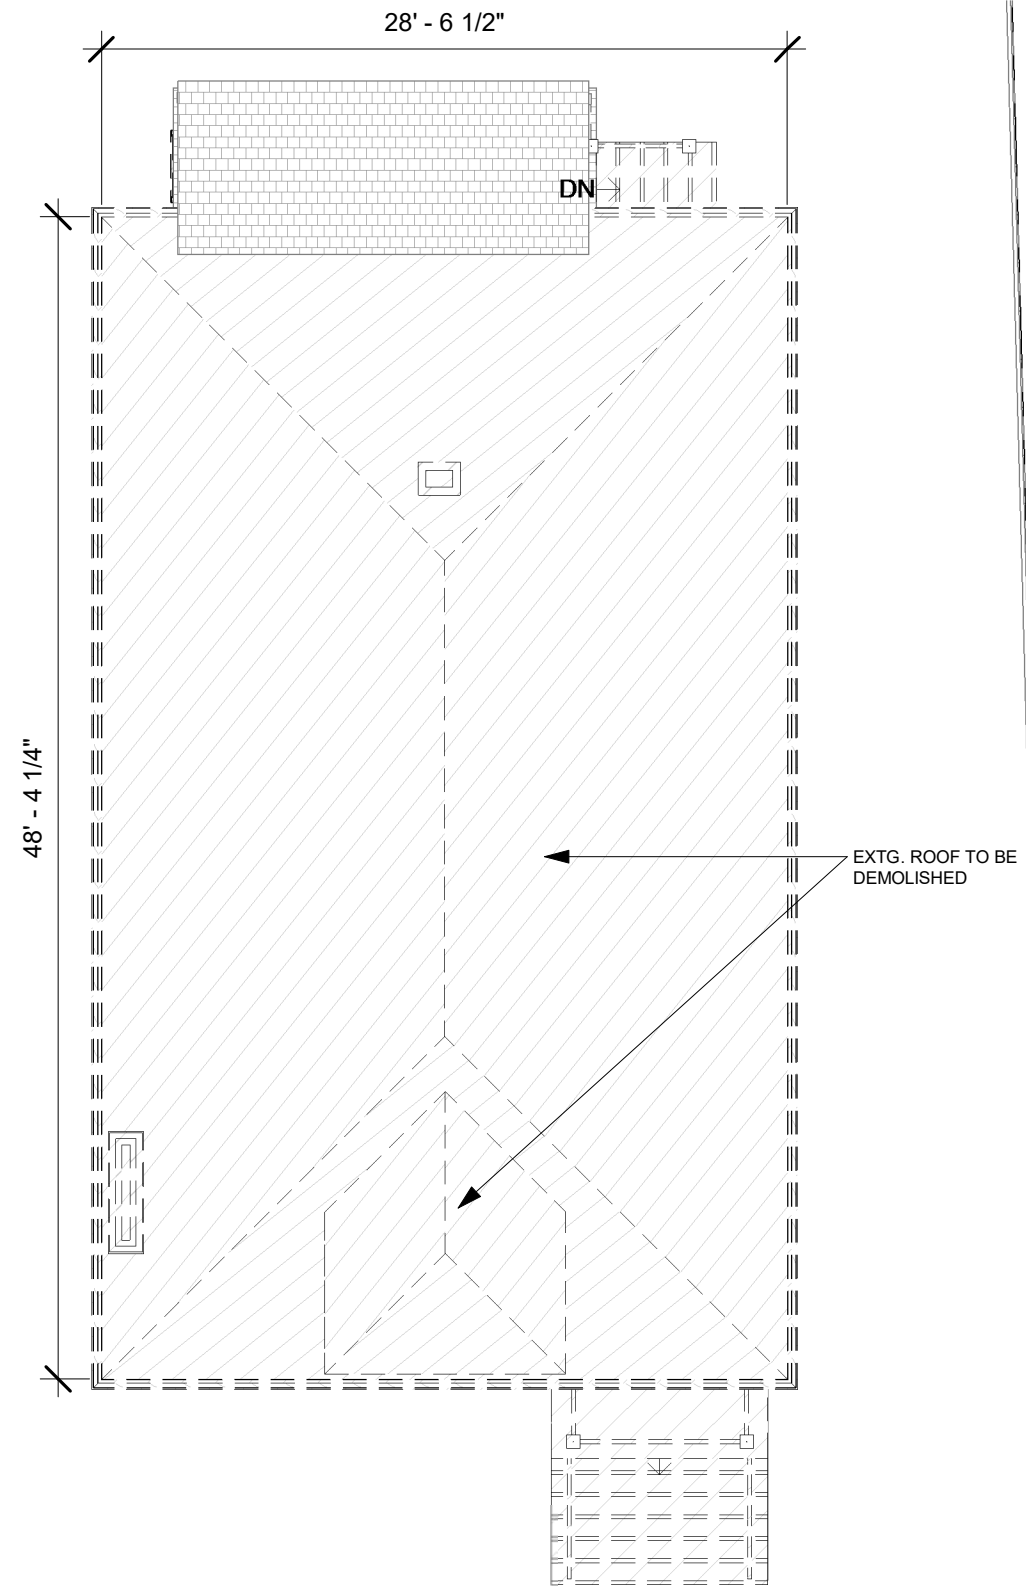 28' - 6 1/2"
DN
48' - 4 1/4"
EXTG. ROOF TO BE
DEMOLISHED